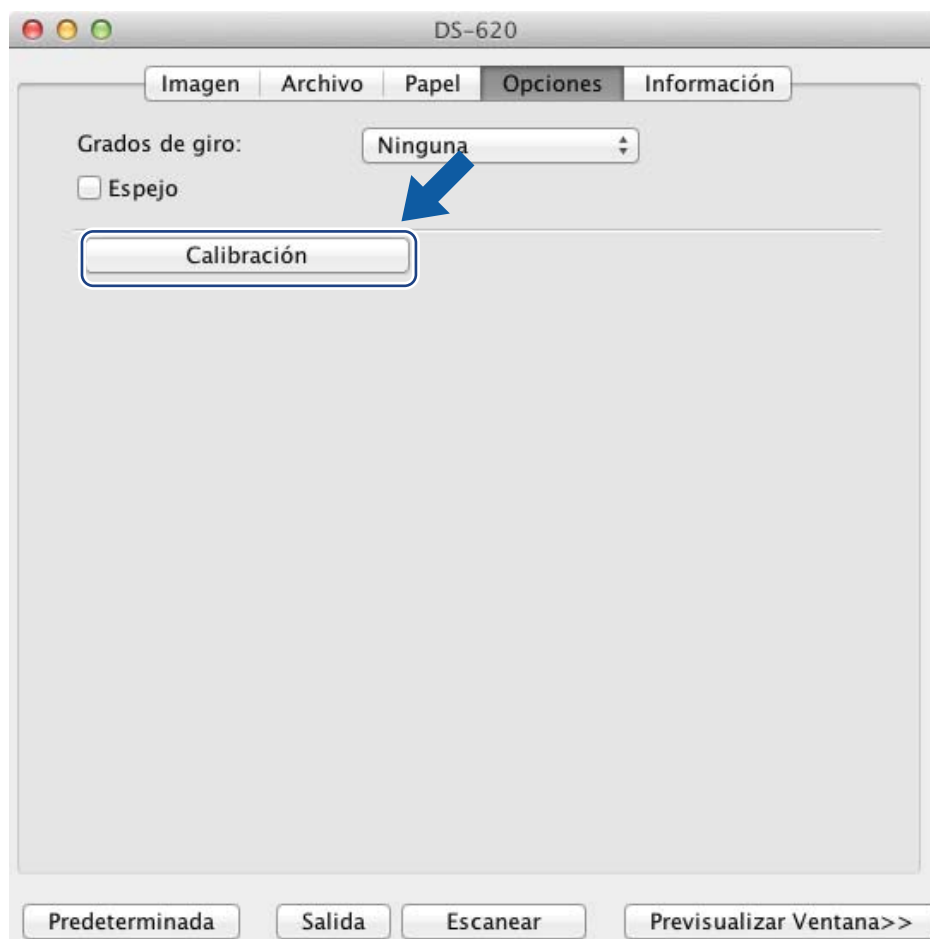 DS-620
Imagen Archivo Papel Opciones Información
Grados de giro: Ninguna
Espejo
Calibración
Predeterminada Salida Escanear Previsualizar Ventana>>